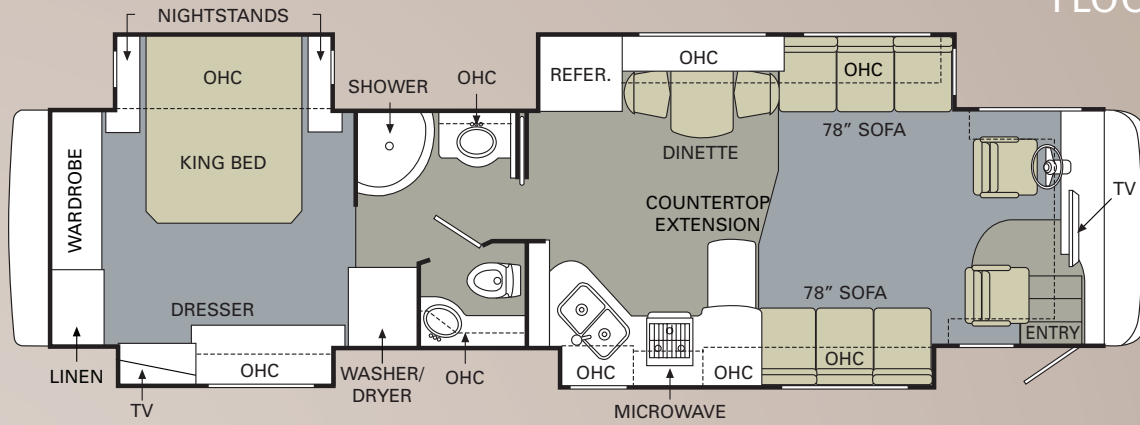 FLOO
NIGHTSTANDS
OHC
SHOWER
OHC
REFER.
OHC
OHC
KING BED
WARDROBE
DINETTE
78” SOFA
TV
COUNTERTOP
EXTENSION
DRESSER
78” SOFA
ENTRY
LINEN
TV
OHC
WASHER/
DRYER
OHC
OHC
MICROWAVE
OHC
OHC